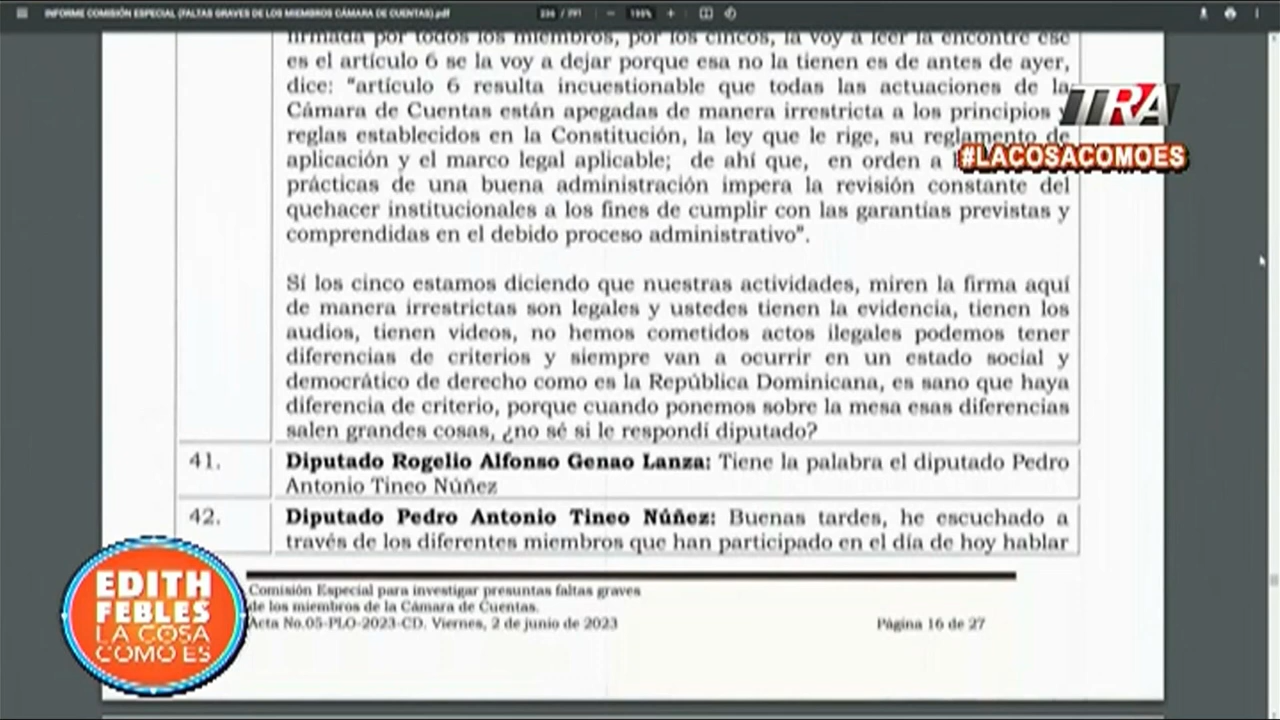 INFORME COMISIÓN ESPECIAL (FALTAS GRAVES DE LOS MIEMBROS CÁMARA DE CUENTAS).pdf
/ 791
firmada por todos los miembros, por los cincos, la voy a leer la encontre ese
es el artículo 6 se la voy a dejar porque esa no la tienen es de antes de ayer,
dice: "artículo 6 resulta incuestionable que todas las actuaciones de la
Cámara de Cuentas están apegadas de manera irrestricta a los principios y
reglas establecidos en la Constitución, la ley que le rige, su reglamento de
aplicación y el marco legal aplicable; de ahí que, en orden a
prácticas de una buena administración impera la revisión constante del
quehacer institucionales a los fines de cumplir con las garantías previstas y
comprendidas en el debido proceso administrativo".
Sí los cinco estamos diciendo que nuestras actividades, miren la firma aquí
de manera irrestrictas son legales y ustedes tienen la evidencia, tienen los
audios, tienen videos, no hemos cometidos actos ilegales podemos tener
diferencias de criterios y siempre van a ocurrir en un estado social y
democrático de derecho como es la República Dominicana, es sano que haya
diferencia de criterio, porque cuando ponemos sobre la mesa esas diferencias
salen grandes cosas, ¿no sé si le respondí diputado?
41. Diputado Rogelio Alfonso Genao Lanza: Tiene la palabra el diputado Pedro
Antonio Tineo Núñez
42. Diputado Pedro Antonio Tineo Núñez: Buenas tardes, he escuchado a
través de los diferentes miembros que han participado en el día de hoy hablar
Comisión Especial para investigar presuntas faltas graves
de los miembros de la Cámara de Cuentas.
Acta No.05-PLO-2023-CD. Viernes, 2 de junio de 2023 Página 16 de 27
TRA
#LACOSACOMOES
EDITH
FEBLES
LA COSA
COMO ES